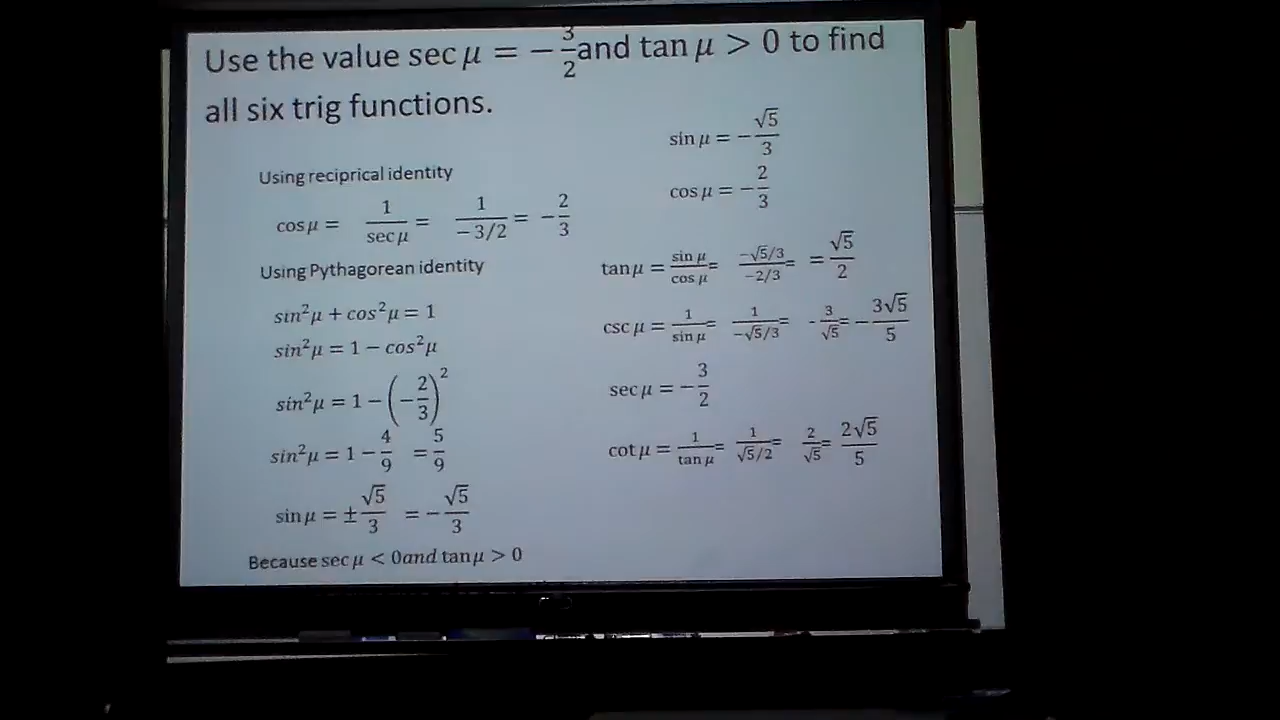 Use the value sec μ = −3/2 and tan μ > 0 to find
all six trig functions.
Using reciprical identity
cos μ = 1/sec μ = 1/−3/2 = −2/3
Using Pythagorean identity
sin²μ + cos²μ = 1
sin²μ = 1 − cos²μ
sin²μ = 1 − (−2/3)²
sin²μ = 1 − 4/9 = 5/9
sin μ = ± √5/3 = − √5/3
Because sec μ < 0and tan μ > 0
sin μ = − √5/3
cos μ = − 2/3
tan μ = sin μ/cos μ = −√5/3/−2/3 = = √5/2
csc μ = 1/sin μ = 1/−√5/3 = - 3/√5 = − 3√5/5
sec μ = − 3/2
cot μ = 1/tan μ = 1/√5/2 = 2/√5 = 2√5/5